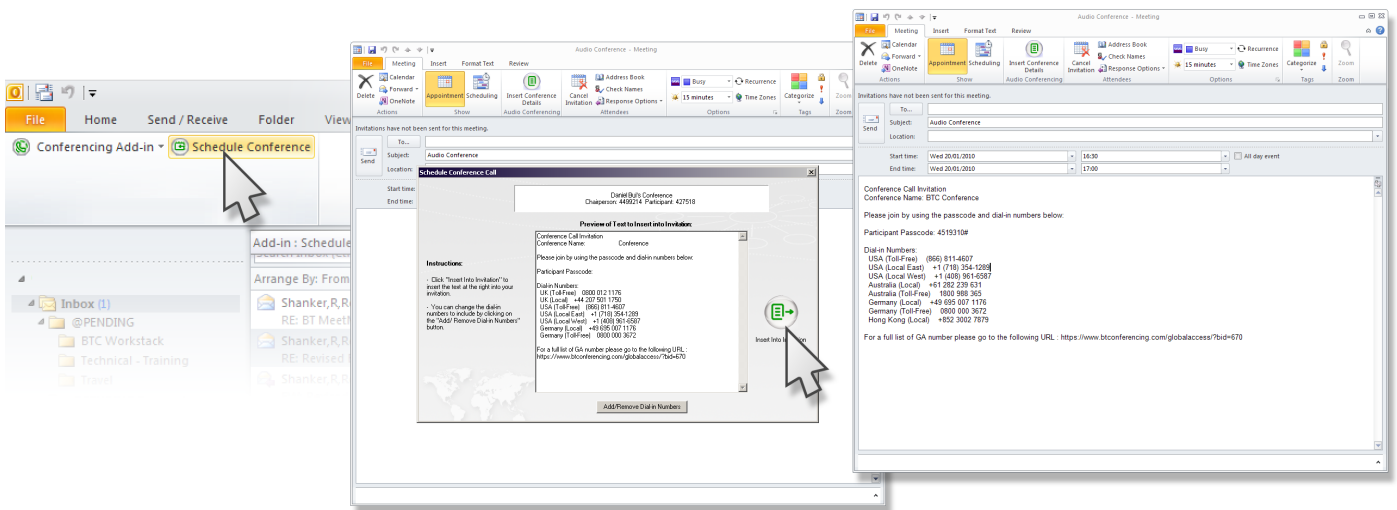 File Home Send / Receive Folder View
Conferencing Add-in Schedule Conference
Add-in : Schedule
Arrange By: From
Inbox (1)
@PENDING
BTC Workstack
Technical - Training
Travel
Shanker,R,R
RE: BT Meet
Shanker,R,R
RE: Revised
Shanker,R,R
Audio Conference - Meeting
File Meeting Insert Format Text Review
Delete
Calendar
Forward
OneNote
Actions
Appointment Scheduling
Show
Insert Conference Details
Audio Conferencing
Cancel Invitation
Address Book
Check Names
Response Options
Attendees
Busy
15 minutes
Recurrence
Time Zones
Options
Categorize
Tags
Zoom
Zoom
Invitations have not been sent for this meeting.
Send
To...
Subject: Audio Conference
Location:
Start time:
End time:
Schedule Conference Call
Daniel Bui's Conference
Chairperson: 4499214 Participant: 427518
Preview of Text to Insert into Invitation:
Instructions:
- Click "Insert Into Invitation" to
insert the text at the right into your
invitation.
- You can change the dial-in
numbers to include by clicking on
the "Add/ Remove Dial-in Numbers"
button.
Conference Call Invitation
Conference Name: Conference
Please join by using the passcode and dial-in numbers below:
Participant Passcode:
Dial-in Numbers:
UK (Toll-Free) 0800 012 1176
UK (Local) +44 207 501 1750
USA (Toll-Free) (866) 811-4607
USA (Local East) +1 (718) 354-1289
USA (Local West) +1 (408) 961-6587
Germany (Local) +49 695 007 1176
Germany (Toll-Free) 0800 000 3672
For a full list of GA number please go to the following URL :
https://www.btconferencing.com/globalaccess/?bid=670
Insert Into
Add/Remove Dial-in Numbers
Audio Conference - Meeting
File Meeting Insert Format Text Review
Delete
Calendar
Forward
OneNote
Actions
Appointment Scheduling
Show
Insert Conference Details
Audio Conferencing
Cancel Invitation
Address Book
Check Names
Response Options
Attendees
Busy
15 minutes
Recurrence
Time Zones
Options
Categorize
Tags
Zoom
Zoom
Invitations have not been sent for this meeting.
Send
To...
Subject: Audio Conference
Location:
Start time: Wed 20/01/2010 16:30 All day event
End time: Wed 20/01/2010 17:00
Conference Call Invitation
Conference Name: BTC Conference
Please join by using the passcode and dial-in numbers below:
Participant Passcode: 4519310#
Dial-in Numbers:
USA (Toll-Free) (866) 811-4607
USA (Local East) +1 (718) 354-1289
USA (Local West) +1 (408) 961-6587
Australia (Local) +61 282 239 631
Australia (Toll-Free) 1800 988 365
Germany (Local) +49 695 007 1176
Germany (Toll-Free) 0800 000 3672
Hong Kong (Local) +852 3002 7879
For a full list of GA number please go to the following URL : https://www.btconferencing.com/globalaccess/?bid=670